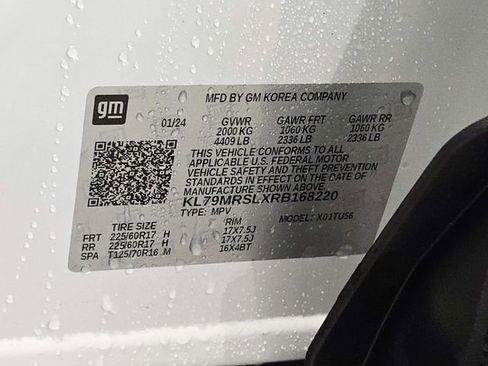 gm
MFD BY GM KOREA COMPANY
01/24 GVWR GAWR FRT GAWR RR
2000 KG 1060 KG 1060 KG
4409 LB 2336 LB 2336 LB
THIS VEHICLE CONFORMS TO ALL
APPLICABLE U.S. FEDERAL MOTOR
VEHICLE SAFETY AND THEFT PREVENTION
STANDARDS IN EFFECT ON THE DATE OF
MANUFACTURE SHOWN ABOVE.
KL79MRSLXRB168220
TYPE: MPV MODEL: X01TUS6
TIRE SIZE RIM
FRT 225/60R17 H 17X7.5J
RR 225/60R17 H 17X7.5J
SPA T125/70R16 M 16X4BT